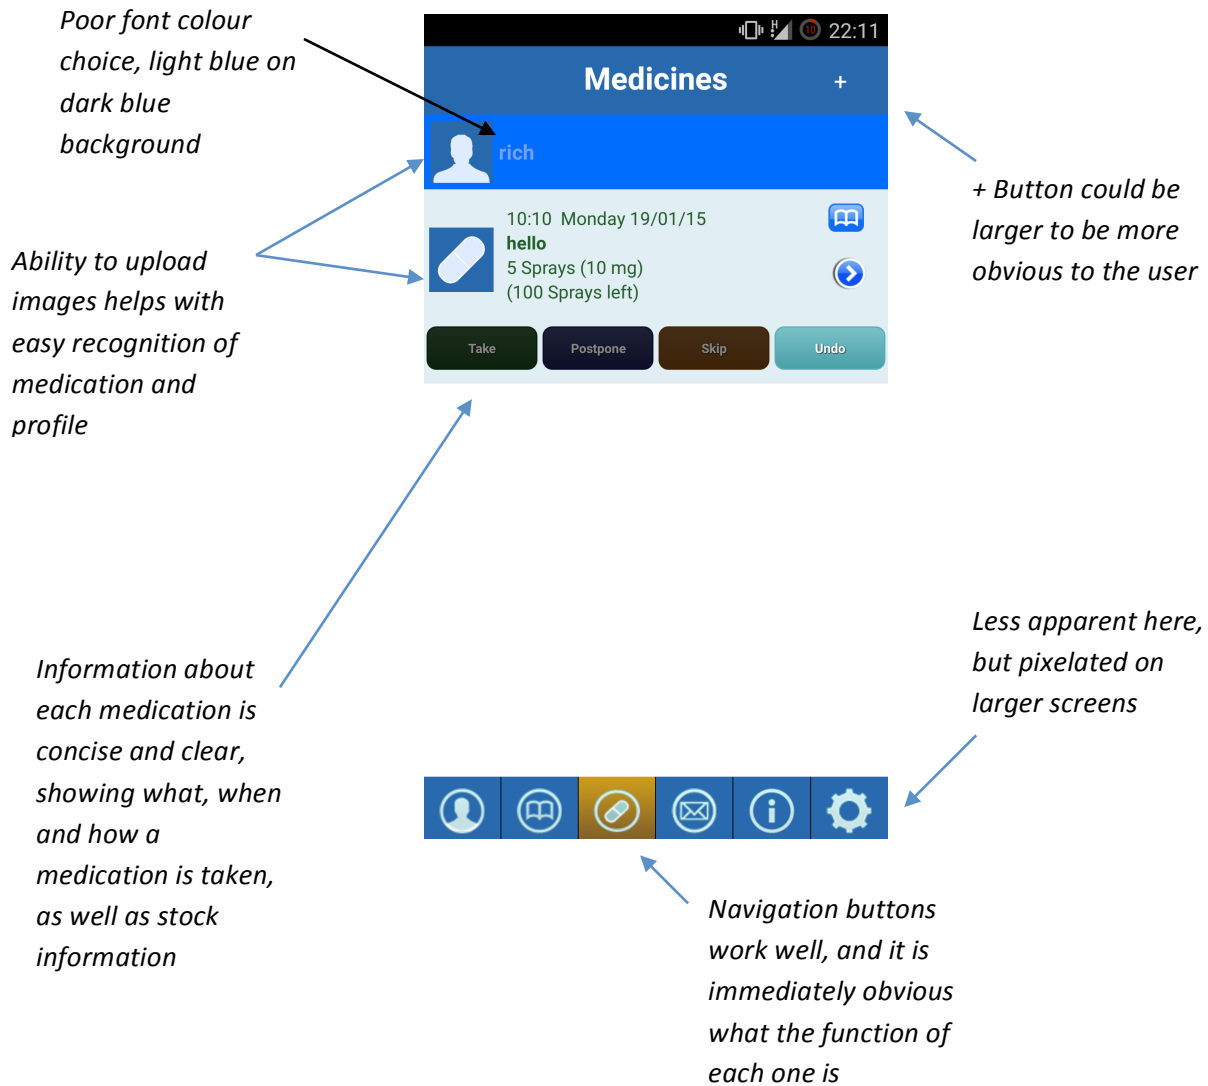 Poor font colour
choice, light blue on
dark blue
background
Ability to upload
images helps with
easy recognition of
medication and
profile
Information about
each medication is
concise and clear,
showing what, when
and how a
medication is taken,
as well as stock
information
H
10
22:11
Medicines +
rich
10:10 Monday 19/01/15
hello
5 Sprays (10 mg)
(100 Sprays left)
Take Postpone Skip Undo
+ Button could be
larger to be more
obvious to the user
Less apparent here,
but pixelated on
larger screens
Navigation buttons
work well, and it is
immediately obvious
what the function of
each one is